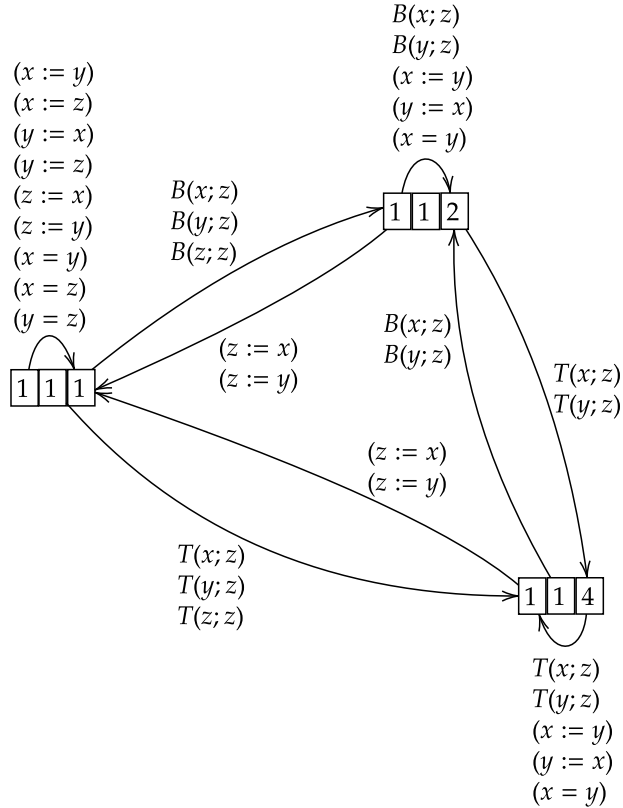 B(x; z)
B(y; z)
(x := y)
(y := x)
(x = y)
(x := y)
(x := z)
(y := x)
(y := z)
(z := x)
(z := y)
(x = y)
(x = z)
(y = z)
B(x; z)
B(y; z)
B(z; z)
1 1 2
(z := x)
(z := y)
B(x; z)
B(y; z)
T(x; z)
T(y; z)
1 1 1
(z := x)
(z := y)
T(x; z)
T(y; z)
T(z; z)
1 1 4
T(x; z)
T(y; z)
(x := y)
(y := x)
(x = y)